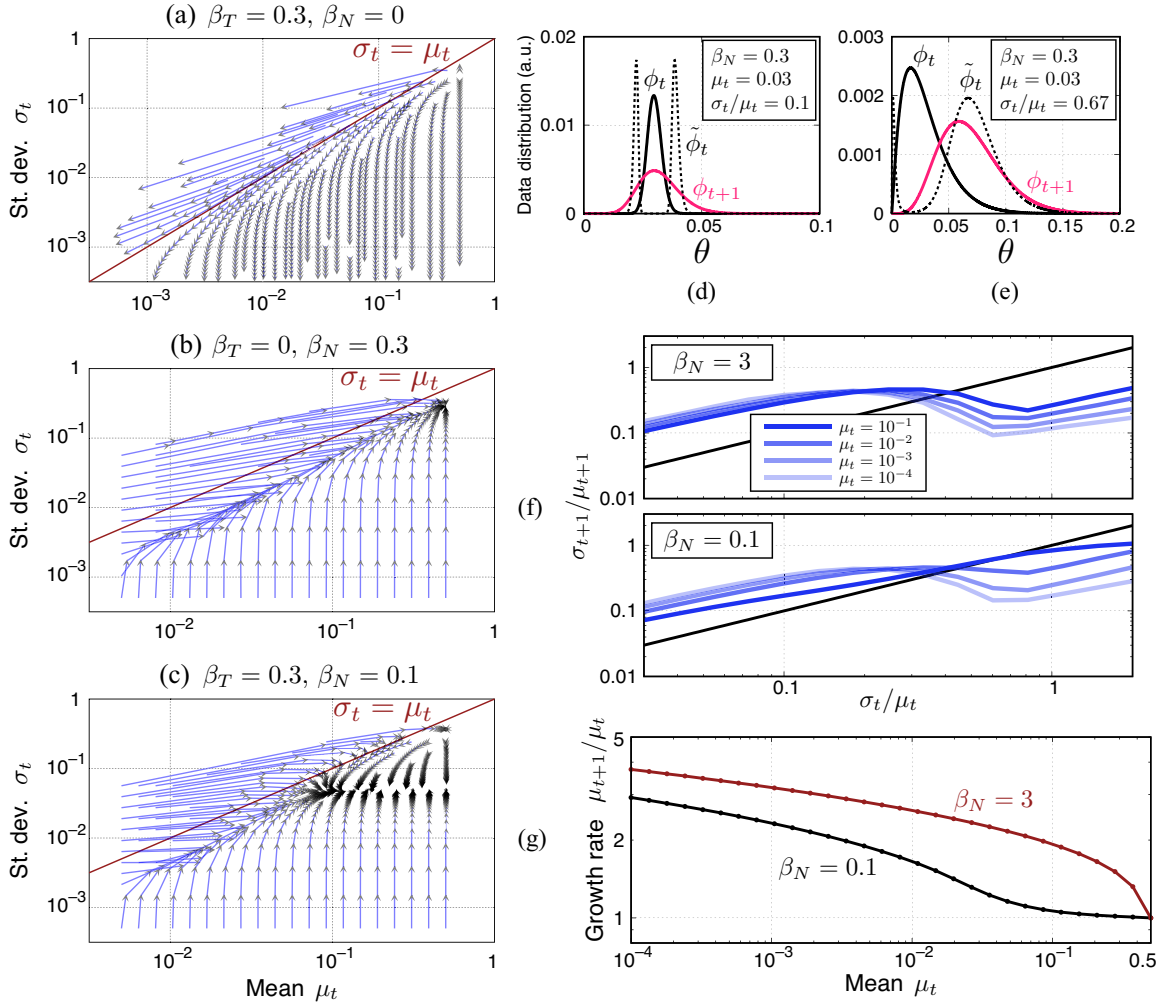 (a) β_T = 0.3, β_N = 0
σ_t = μ_t
St. dev. σ_t
1
10⁻¹
10⁻²
10⁻³
10⁻³ 10⁻² 10⁻¹ 1
(b) β_T = 0, β_N = 0.3
σ_t = μ_t
St. dev. σ_t
1
10⁻¹
10⁻²
10⁻³
10⁻² 10⁻¹ 1
(c) β_T = 0.3, β_N = 0.1
σ_t = μ_t
St. dev. σ_t
1
10⁻¹
10⁻²
10⁻³
10⁻² 10⁻¹ 1
Mean μ_t
Data distribution (a.u.)
0.02
0.01
0
β_N = 0.3
μ_t = 0.03
σ_t/μ_t = 0.1
ϕ_t
ϕ̃_t
ϕ_{t+1}
0 0.05 0.1
θ
(d)
0.003
0.002
0.001
0
β_N = 0.3
μ_t = 0.03
σ_t/μ_t = 0.67
ϕ_t
ϕ̃_t
ϕ_{t+1}
0 0.05 0.1 0.15 0.2
θ
(e)
(f)
σ_{t+1}/μ_{t+1}
β_N = 3
1
0.1
0.01
μ_t = 10⁻¹
μ_t = 10⁻²
μ_t = 10⁻³
μ_t = 10⁻⁴
β_N = 0.1
1
0.1
0.01
0.1 1
σ_t/μ_t
(g)
Growth rate μ_{t+1}/μ_t
5
2
1
β_N = 3
β_N = 0.1
10⁻⁴ 10⁻³ 10⁻² 10⁻¹ 0.5
Mean μ_t